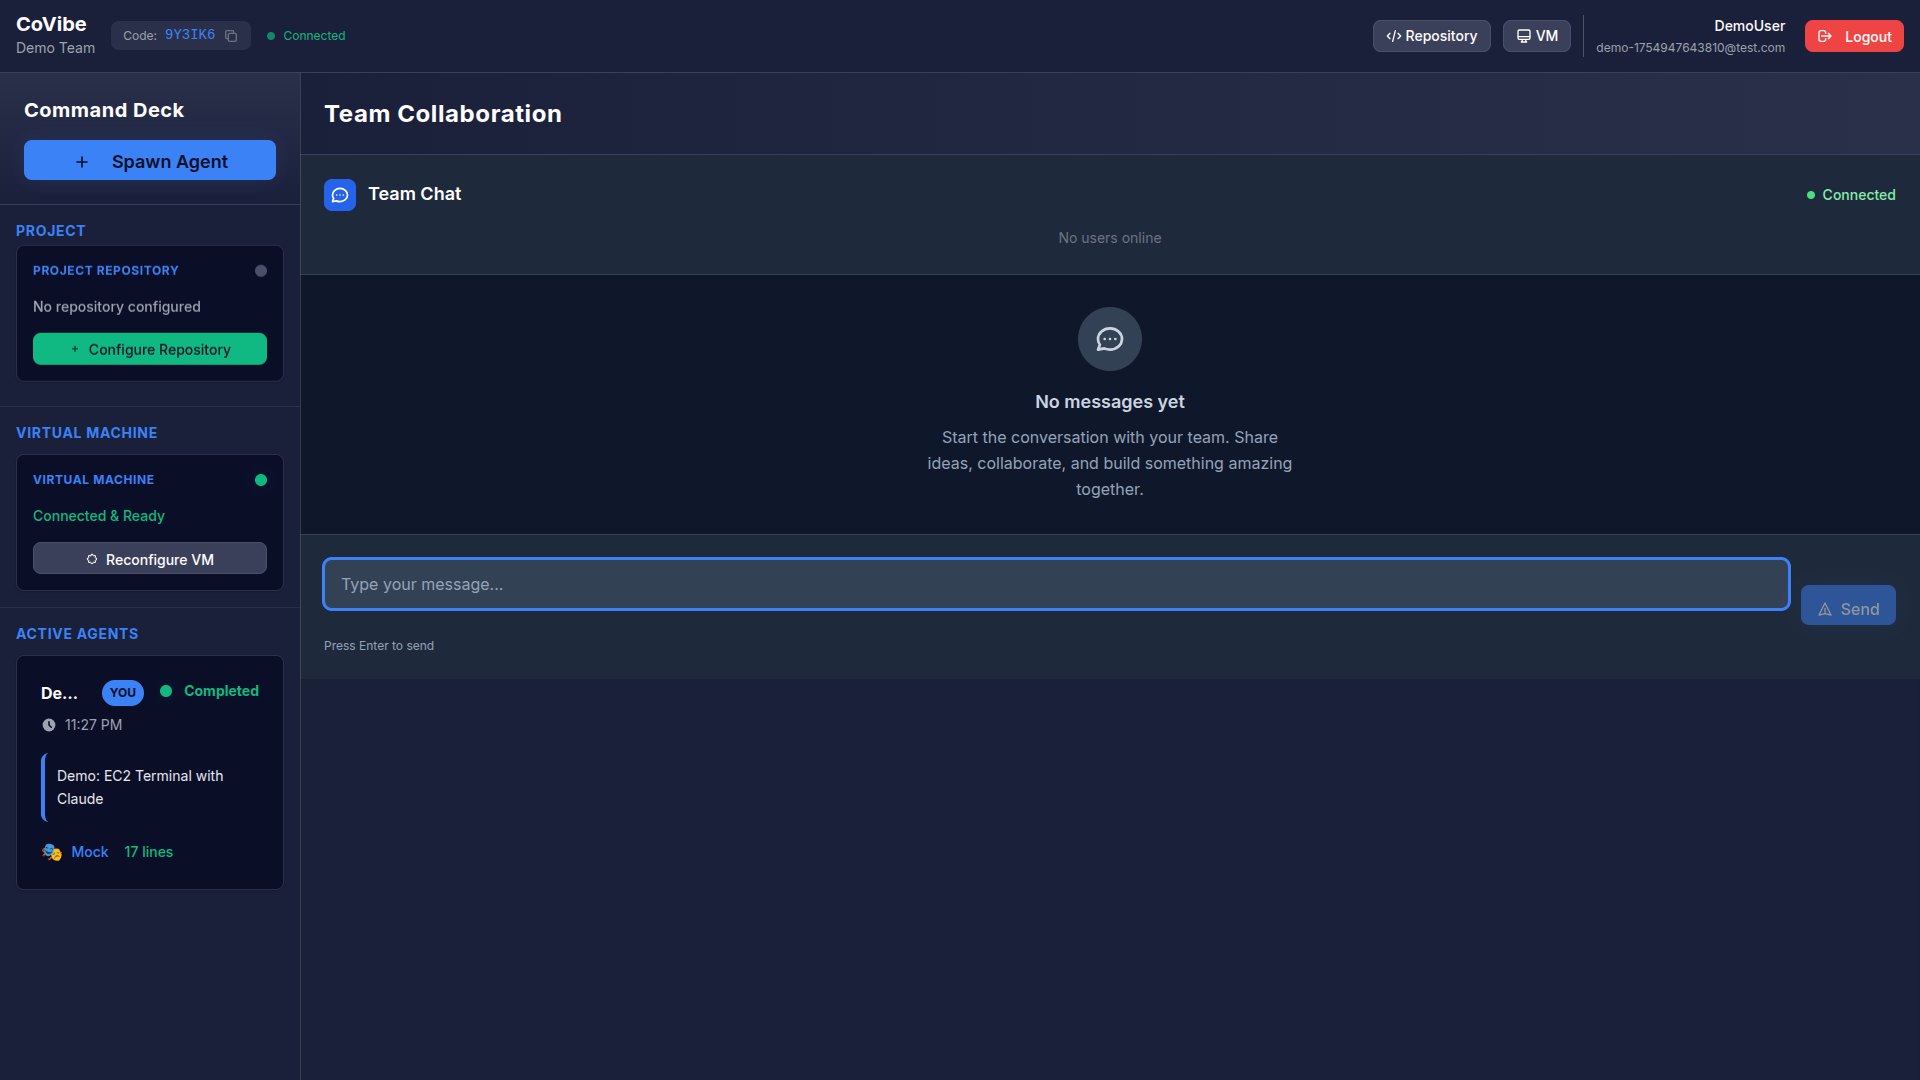 CoVibe
Demo Team
Code: 9Y3IK6
Connected
Repository
VM
DemoUser
demo-1754947643810@test.com
Logout
Command Deck
+ Spawn Agent
PROJECT
PROJECT REPOSITORY
No repository configured
+ Configure Repository
VIRTUAL MACHINE
VIRTUAL MACHINE
Connected & Ready
Reconfigure VM
ACTIVE AGENTS
De... YOU Completed
11:27 PM
Demo: EC2 Terminal with
Claude
Mock 17 lines
Team Collaboration
Team Chat
Connected
No users online
No messages yet
Start the conversation with your team. Share
ideas, collaborate, and build something amazing
together.
Type your message...
Send
Press Enter to send